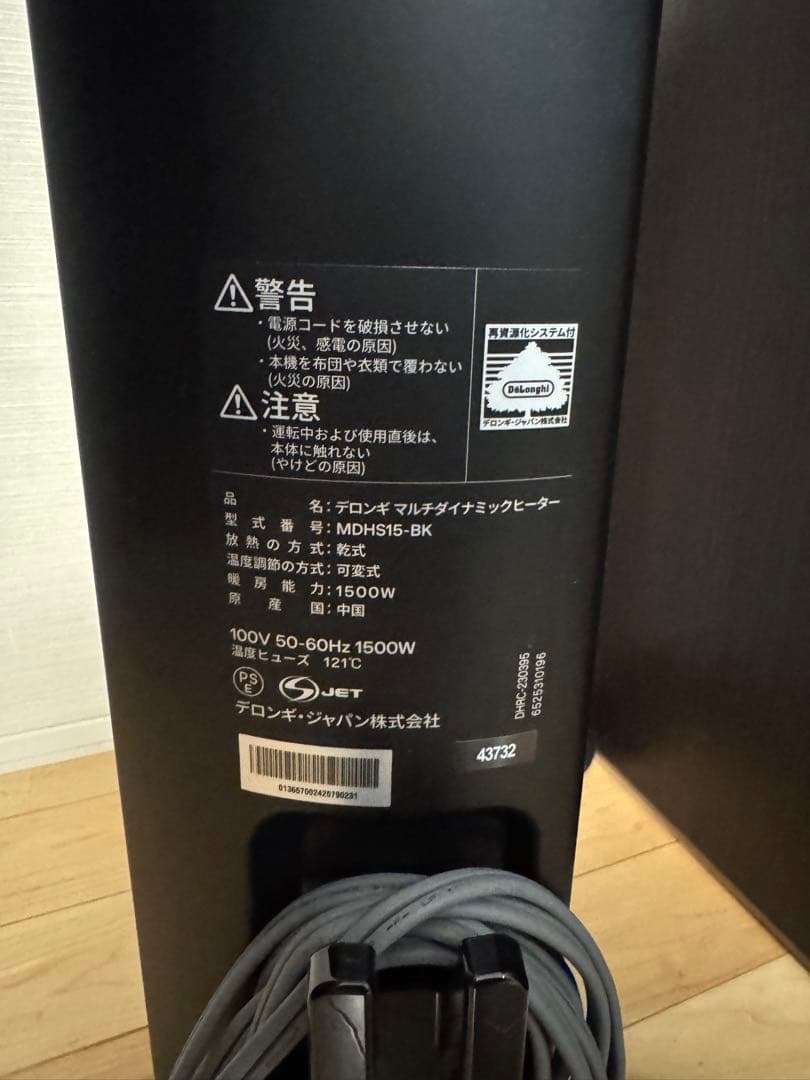 警告
・電源コードを破損させない
(火災、感電の原因)
・本機を布団や衣類で覆わない
(火災の原因)
注意
・運転中および使用直後は、
本体に触れない
(やけどの原因)
再資源化システム付
DeLonghi
デロンギ・ジャパン株式会社
品名:デロンギ マルチダイナミックヒーター
型式番号:MDHS15-BK
放熱の方式:乾式
温度調節の方式:可変式
暖房能力:1500W
原産国:中国
100V 50-60Hz 1500W
温度ヒューズ 121℃
PSE
JET
デロンギ・ジャパン株式会社
DHRC-230395
6525310196
43732
013657002420790231